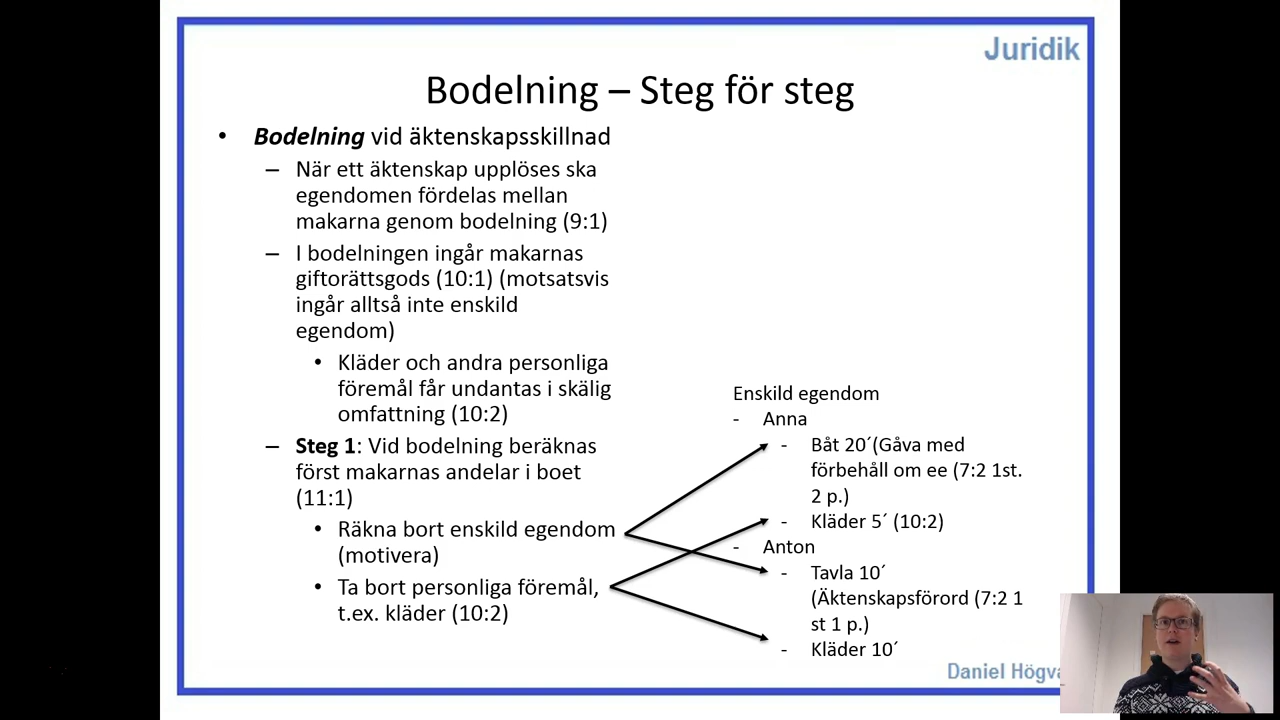 Juridik
Bodelning – Steg för steg
• Bodelning vid äktenskapsskillnad
– När ett äktenskap upplöses ska
egendomen fördelas mellan
makarna genom bodelning (9:1)
– I bodelningen ingår makarnas
giftorättsgods (10:1) (motsatsvis
ingår alltså inte enskild
egendom)
• Kläder och andra personliga
föremål får undantas i skälig
omfattning (10:2)
– Steg 1: Vid bodelning beräknas
först makarnas andelar i boet
(11:1)
• Räkna bort enskild egendom
(motivera)
• Ta bort personliga föremål,
t.ex. kläder (10:2)
Enskild egendom
- Anna
- Båt 20´(Gåva med
förbehåll om ee (7:2 1st.
2 p.)
- Kläder 5´ (10:2)
- Anton
- Tavla 10´
(Äktenskapsförord (7:2 1
st 1 p.)
- Kläder 10´
Daniel